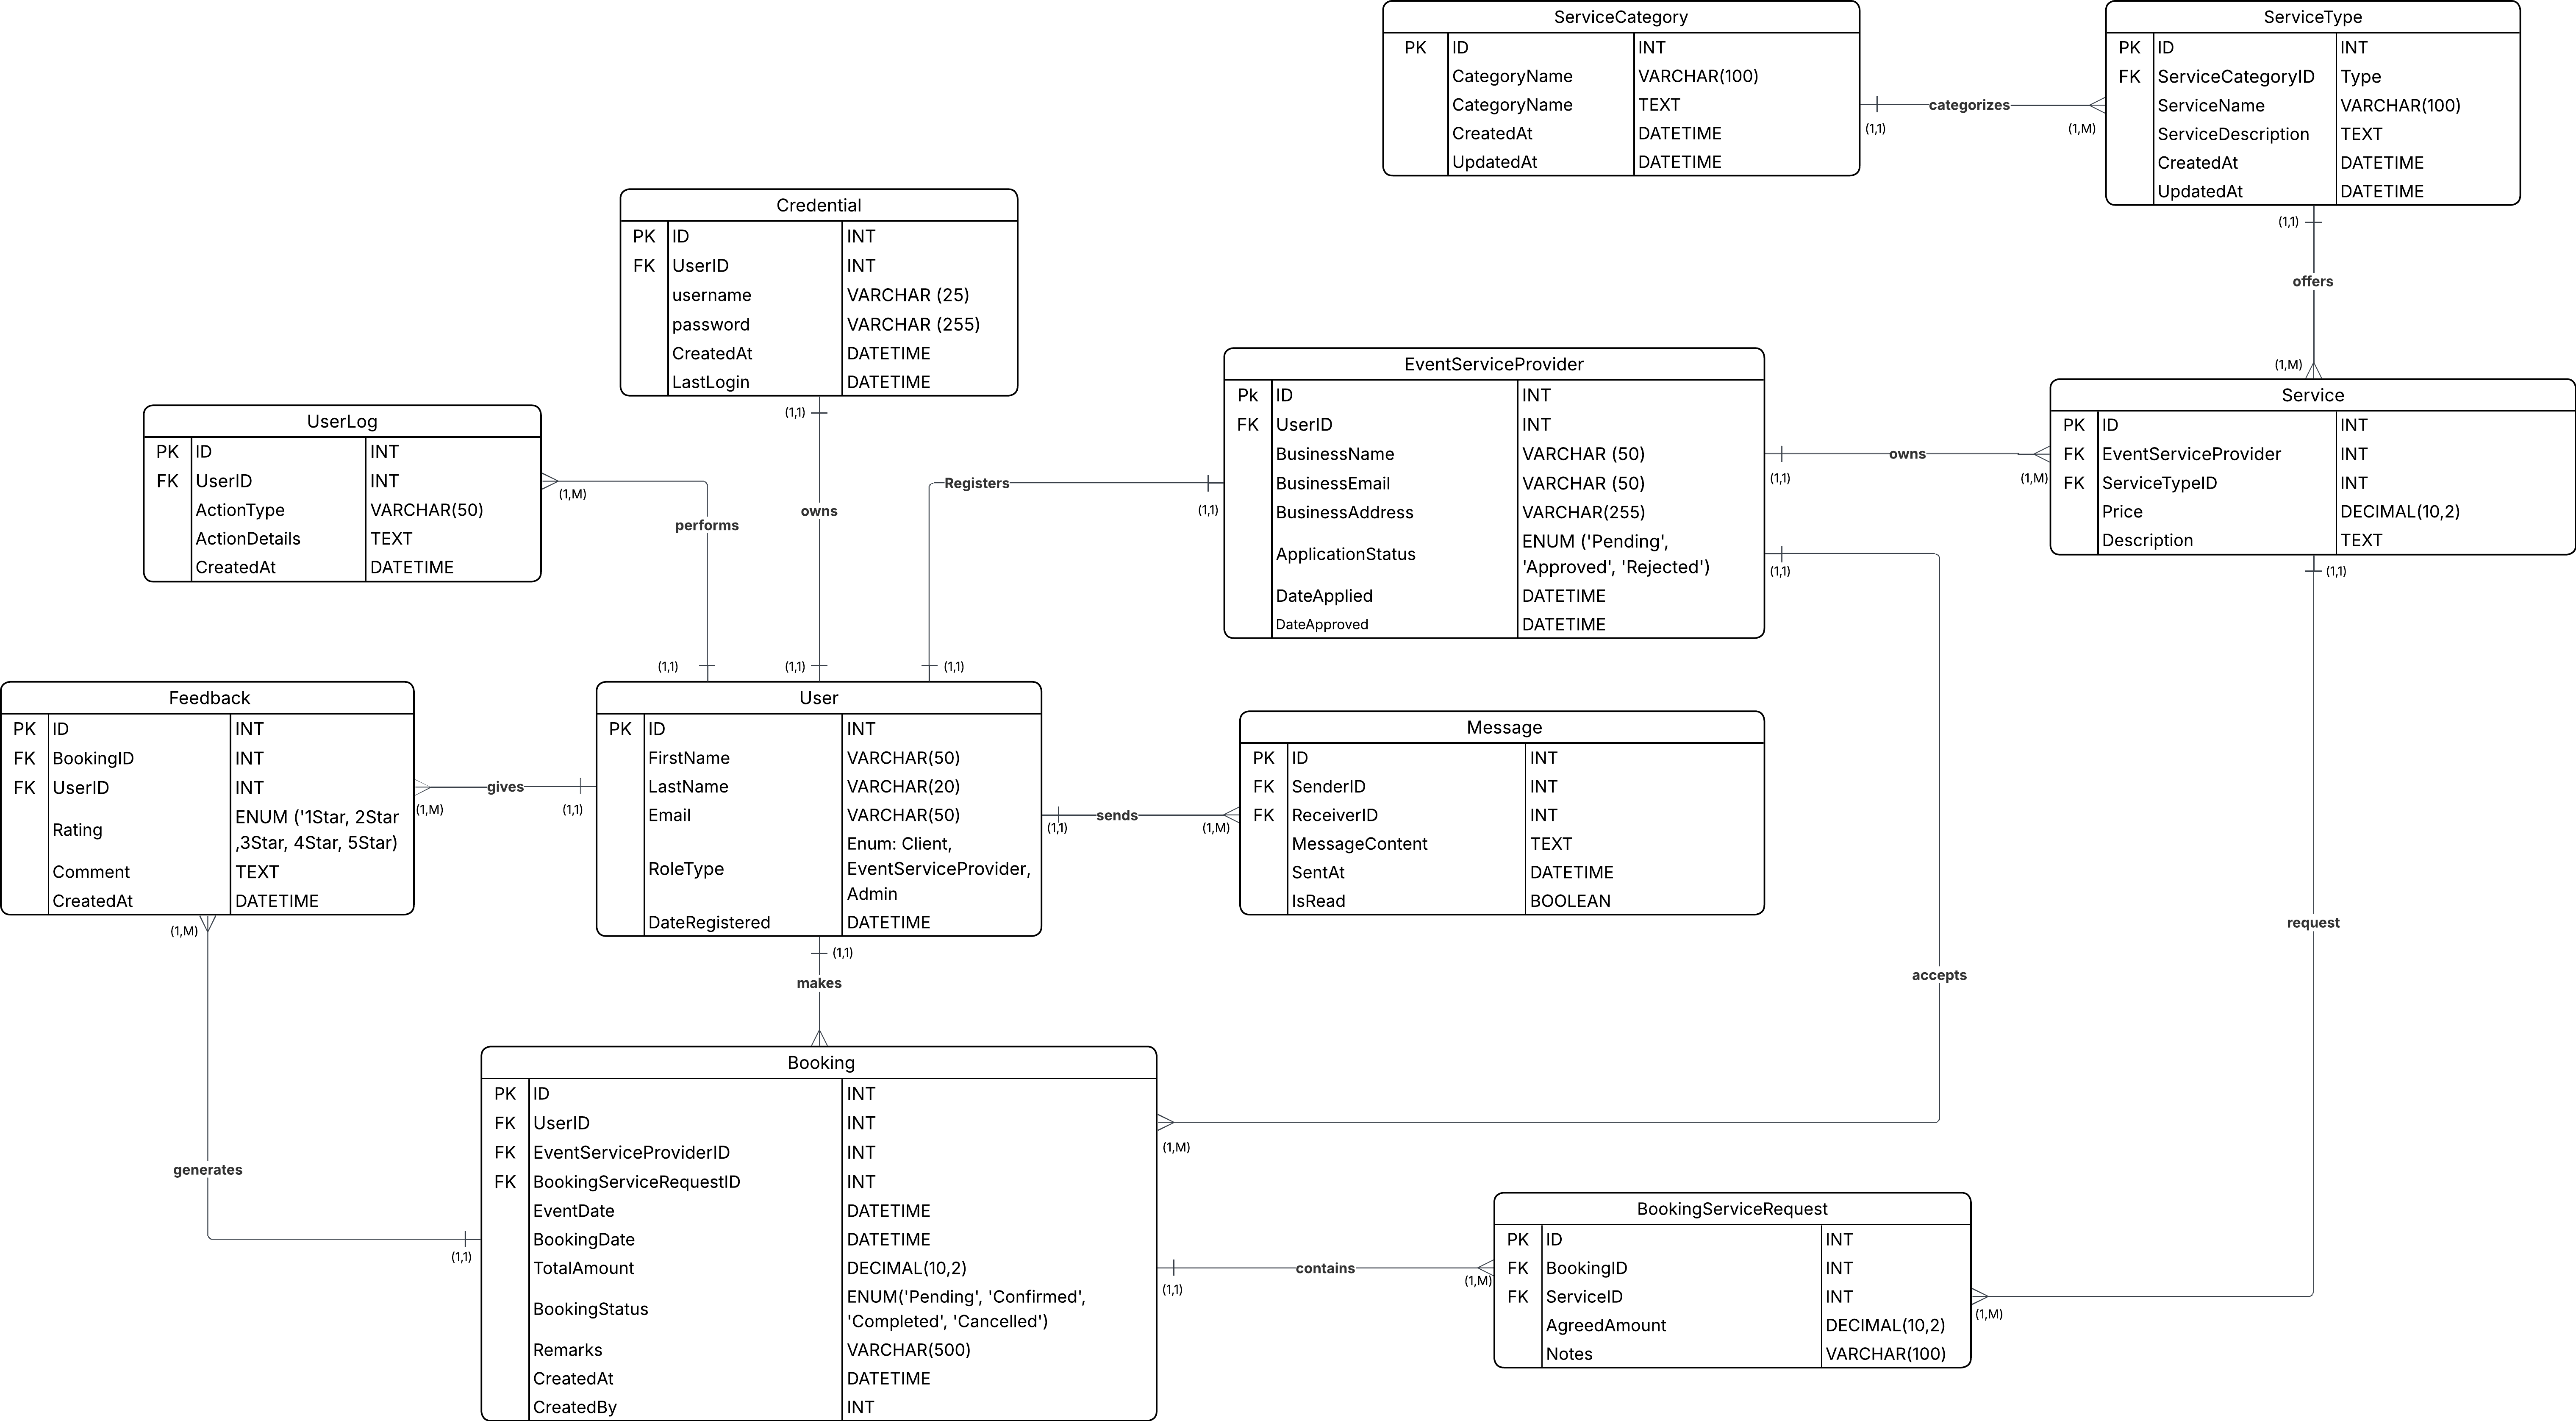 ServiceCategory
PK ID INT
CategoryName VARCHAR(100)
CategoryName TEXT
CreatedAt DATETIME
UpdatedAt DATETIME
(1,1) categorizes (1,M)
ServiceType
PK ID INT
FK ServiceCategoryID Type
ServiceName VARCHAR(100)
ServiceDescription TEXT
CreatedAt DATETIME
UpdatedAt DATETIME
(1,1)
offers
(1,M)
Credential
PK ID INT
FK UserID INT
username VARCHAR (25)
password VARCHAR (255)
CreatedAt DATETIME
LastLogin DATETIME
(1,1)
owns
(1,1)
EventServiceProvider
Pk ID INT
FK UserID INT
BusinessName VARCHAR (50)
BusinessEmail VARCHAR (50)
BusinessAddress VARCHAR(255)
ApplicationStatus ENUM ('Pending',
'Approved', 'Rejected')
DateApplied DATETIME
DateApproved DATETIME
(1,1) owns (1,M)
Service
PK ID INT
FK EventServiceProvider INT
FK ServiceTypeID INT
Price DECIMAL(10,2)
Description TEXT
(1,1)
request
(1,M)
UserLog
PK ID INT
FK UserID INT
ActionType VARCHAR(50)
ActionDetails TEXT
CreatedAt DATETIME
(1,M)
performs
(1,1)
Registers
(1,1)
(1,1)
(1,1)
accepts
(1,M)
Feedback
PK ID INT
FK BookingID INT
FK UserID INT
Rating ENUM ('1Star, 2Star
,3Star, 4Star, 5Star)
Comment TEXT
CreatedAt DATETIME
(1,M) gives (1,1)
(1,M)
generates
(1,1)
User
PK ID INT
FirstName VARCHAR(50)
LastName VARCHAR(20)
Email VARCHAR(50)
RoleType Enum: Client,
EventServiceProvider,
Admin
DateRegistered DATETIME
(1,1)
makes
(1,1) sends (1,M)
Message
PK ID INT
FK SenderID INT
FK ReceiverID INT
MessageContent TEXT
SentAt DATETIME
IsRead BOOLEAN
Booking
PK ID INT
FK UserID INT
FK EventServiceProviderID INT
FK BookingServiceRequestID INT
EventDate DATETIME
BookingDate DATETIME
TotalAmount DECIMAL(10,2)
BookingStatus ENUM('Pending', 'Confirmed',
'Completed', 'Cancelled')
Remarks VARCHAR(500)
CreatedAt DATETIME
CreatedBy INT
(1,1) contains (1,M)
BookingServiceRequest
PK ID INT
FK BookingID INT
FK ServiceID INT
AgreedAmount DECIMAL(10,2)
Notes VARCHAR(100)